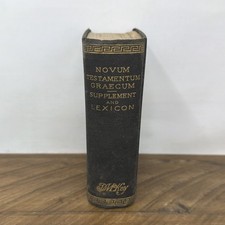 NOVUM
TESTAMENTUM
GRAECUM
SUPPLEMENT
AND
LEXICON